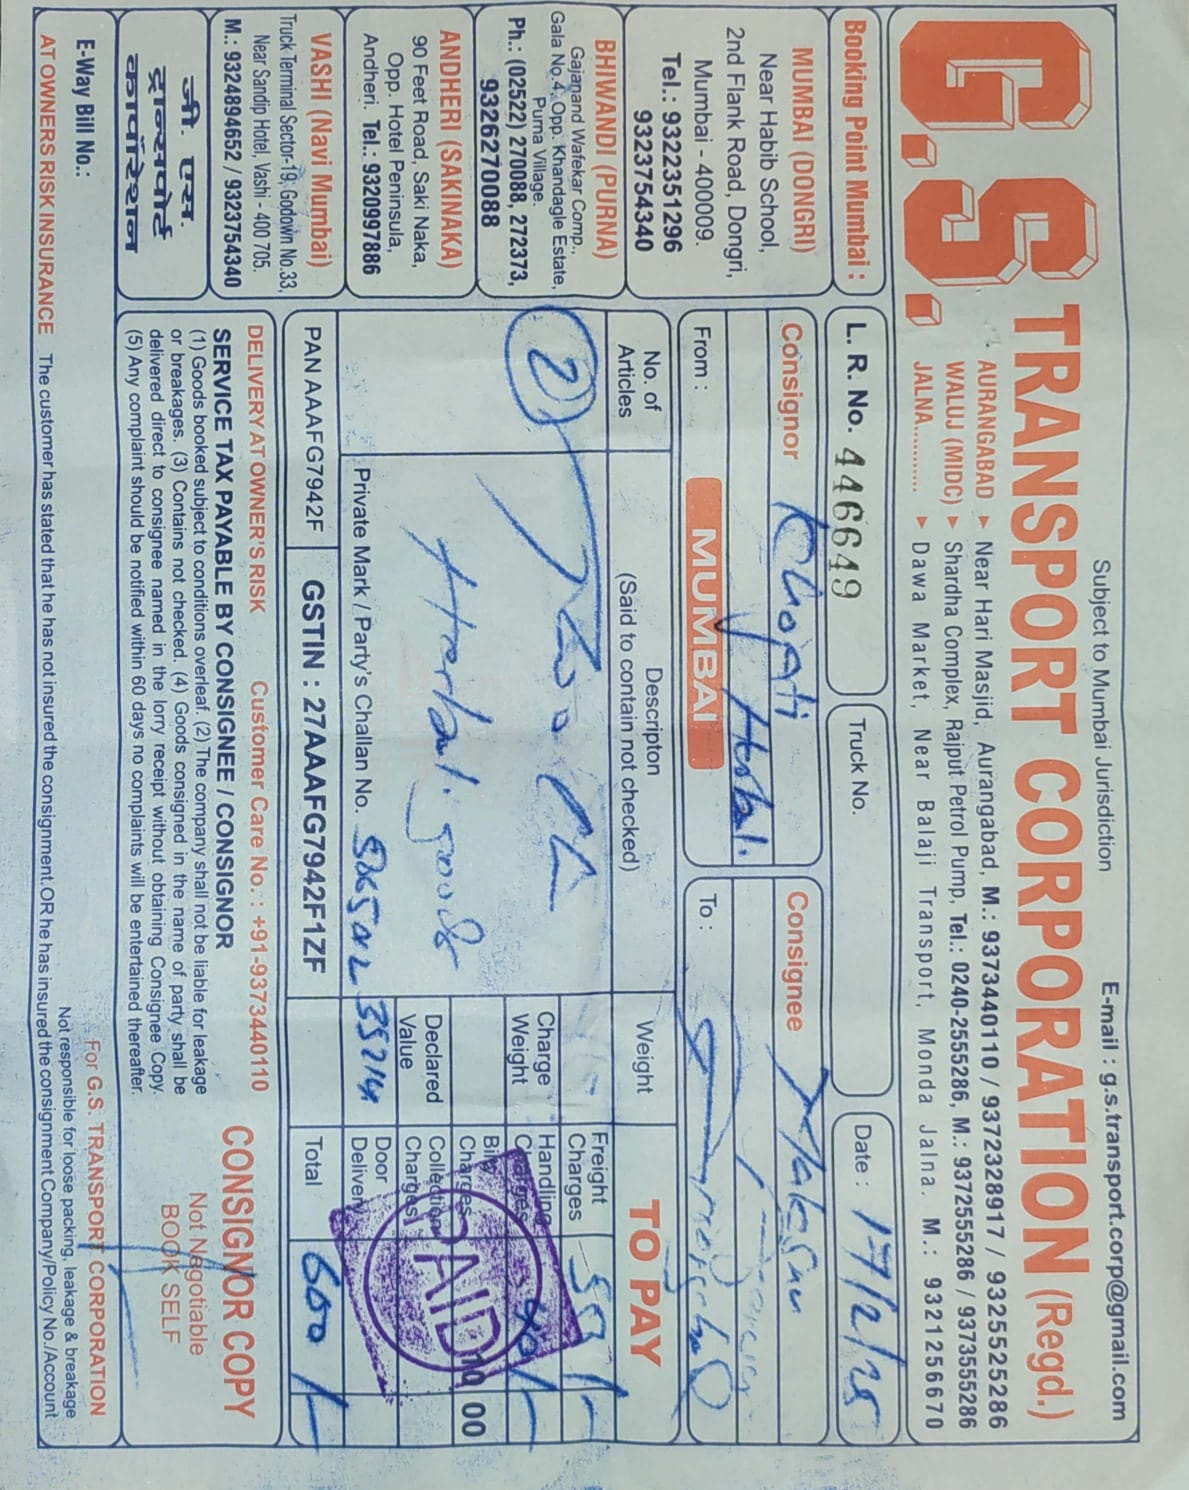 Subject to Mumbai Jurisdiction
E-mail : g.s.transport.corp@gmail.com
G.S. TRANSPORT CORPORATION (Regd.)
AURANGABAD ▸ Near Hari Masjid, Aurangabad, M.: 9373440110 / 9372328917 / 9325525286
WALUJ (MIDC) ▸ Shardha Complex, Rajput Petrol Pump, Tel.: 0240-2555286, M.: 9372555286 / 9373555286
JALNA............ ▸ Dawa Market, Near Balaji Transport, Monda Jalna. M.: 9321256670
Booking Point Mumbai :
MUMBAI (DONGRI)
Near Habib School,
2nd Flank Road, Dongri,
Mumbai - 400009.
Tel.: 9322351296
9323754340
BHIWANDI (PURNA)
Gajanand Wafekar Comp.,
Gala No.4, Opp. Khandagle Estate,
Purna Village.
Ph.: (02522) 270088, 272373,
9326270088
ANDHERI (SAKINAKA)
90 Feet Road, Saki Naka,
Opp. Hotel Peninsula,
Andheri. Tel.: 9320997886
VASHI (Navi Mumbai)
Truck Terminal Sector-19, Godown No.33,
Near Sandip Hotel, Vashi - 400 705.
M.: 9324894652 / 9323754340
जी. एस.
ट्रान्सपोर्ट
कार्पोरेशन
L. R. No. 446649
Truck No.
Date : 17/2/25
Consignor
Herbal.
From : MUMBAI
Consignee
To :
No. of Articles
Descripton
(Said to contain not checked)
Weight
TO PAY
2
Herbal. goods
Charge Weight
Declared Value
Freight Charges
Handling Charges
Bilty Charges 10 00
Collection Charges
Door Delivery
PAID
Private Mark / Party's Challan No.
PAN AAAFG7942F
GSTIN : 27AAAFG7942F1ZF
Total 600/-
DELIVERY AT OWNER'S RISK Customer Care No. : +91-9373440110
SERVICE TAX PAYABLE BY CONSIGNEE / CONSIGNOR
(1) Goods booked subject to conditions overleaf. (2) The company shall not be liable for leakage
or breakages. (3) Contains not checked. (4) Goods consigned in the name of party shall be
delivered direct to consignee named in the lorry receipt without obtaining Consignee Copy.
(5) Any complaint should be notified within 60 days no complaints will be entertained thereafter.
CONSIGNOR COPY
Not Negotiable
BOOK SELF
E-Way Bill No.:
For G.S. TRANSPORT CORPORATION
Not responsible for loose packing, leakage & breakage
AT OWNERS RISK INSURANCE The customer has stated that he has not insured the consignment. OR he has insured the consignment Company/Policy No./Account